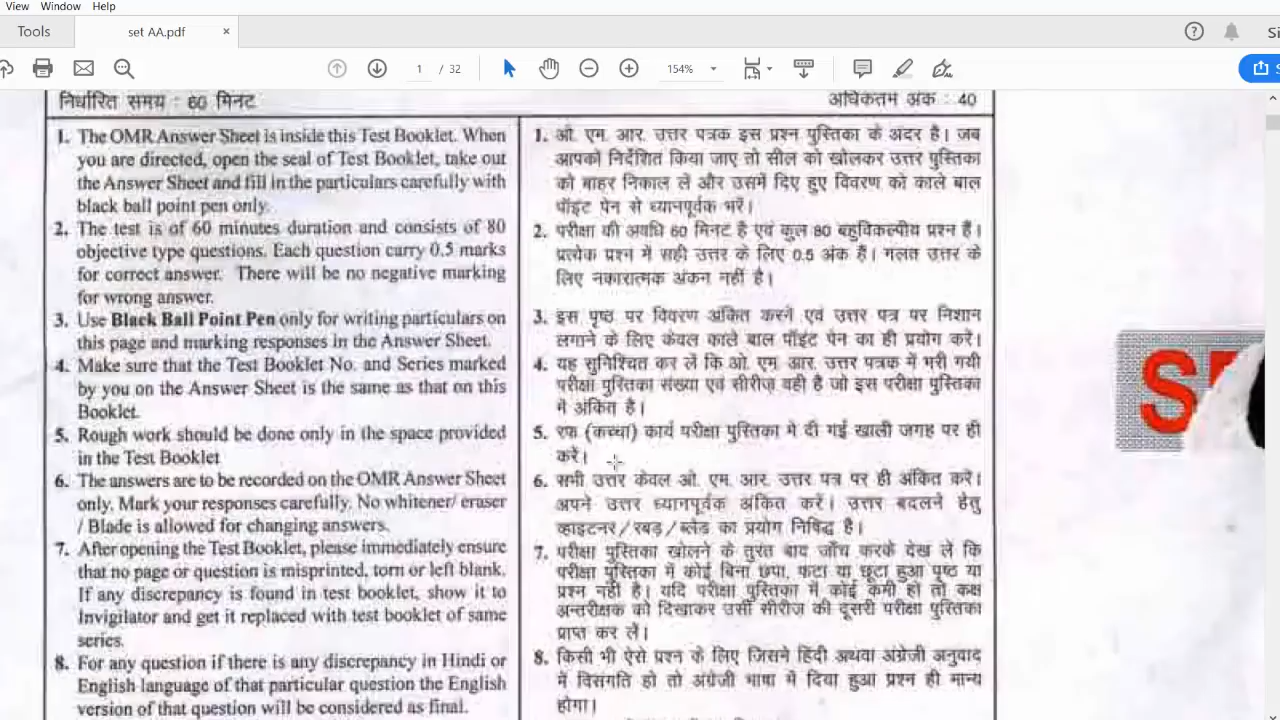 View Window Help
Tools
set AA.pdf
×
?
1 / 32
154%
निर्धारित समय : 60 मिनट
अधिकतम अंक : 40
1. The OMR Answer Sheet is inside this Test Booklet. When
you are directed, open the seal of Test Booklet, take out
the Answer Sheet and fill in the particulars carefully with
black ball point pen only.
2. The test is of 60 minutes duration and consists of 80
objective type questions. Each question carry 0.5 marks
for correct answer. There will be no negative marking
for wrong answer.
3. Use Black Ball Point Pen only for writing particulars on
this page and marking responses in the Answer Sheet.
4. Make sure that the Test Booklet No. and Series marked
by you on the Answer Sheet is the same as that on this
Booklet.
5. Rough work should be done only in the space provided
in the Test Booklet
6. The answers are to be recorded on the OMR Answer Sheet
only. Mark your responses carefully. No whitener/ eraser
/ Blade is allowed for changing answers.
7. After opening the Test Booklet, please immediately ensure
that no page or question is misprinted, torn or left blank.
If any discrepancy is found in test booklet, show it to
Invigilator and get it replaced with test booklet of same
series.
8. For any question if there is any discrepancy in Hindi or
English language of that particular question the English
version of that question will be considered as final.
1. ओ. एम. आर. उत्तर पत्रक इस प्रश्न पुस्तिका के अंदर है। जब
आपको निर्देशित किया जाए तो सील को खोलकर उत्तर पुस्तिका
को बाहर निकाल लें और उसमें दिए हुए विवरण को काले बाल
पॉइंट पेन से ध्यानपूर्वक भरें।
2. परीक्षा की अवधि 60 मिनट है एवं कुल 80 बहुविकल्पीय प्रश्न हैं।
प्रत्येक प्रश्न में सही उत्तर के लिए 0.5 अंक हैं। गलत उत्तर के
लिए नकारात्मक अंकन नहीं है।
3. इस पृष्ठ पर विवरण अंकित करने एवं उत्तर पत्र पर निशान
लगाने के लिए केवल काले बाल पॉइंट पेन का ही प्रयोग करें।
4. यह सुनिश्चित कर लें कि ओ. एम. आर. उत्तर पत्रक में भरी गयी
परीक्षा पुस्तिका संख्या एवं सीरीज वही है जो इस परीक्षा पुस्तिका
में अंकित है।
5. रफ (कच्चा) कार्य परीक्षा पुस्तिका में दी गई खाली जगह पर ही
करें।
6. सभी उत्तर केवल ओ. एम. आर. उत्तर पत्र पर ही अंकित करें।
अपने उत्तर ध्यानपूर्वक अंकित करें। उत्तर बदलने हेतु
व्हाइटनर/रबड़/ब्लेड का प्रयोग निषिद्ध है।
7. परीक्षा पुस्तिका खोलने के तुरंत बाद जाँच करके देख लें कि
परीक्षा पुस्तिका में कोई बिना छपा, फटा या छूटा हुआ पृष्ठ या
प्रश्न नहीं है। यदि परीक्षा पुस्तिका में कोई कमी हो तो कक्ष
अन्तरीक्षक को दिखाकर उसी सीरीज की दूसरी परीक्षा पुस्तिका
प्राप्त कर लें।
8. किसी भी ऐसे प्रश्न के लिए जिसने हिंदी अथवा अंग्रेजी अनुवाद
में विसंगति हो तो अंग्रेजी भाषा में दिया हुआ प्रश्न ही मान्य
होगा।